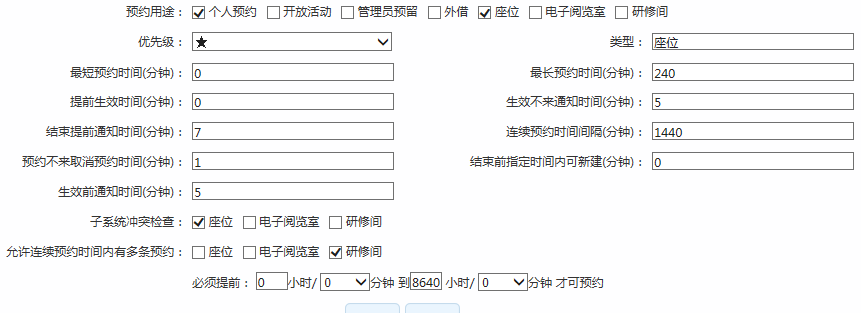 预约用途： 个人预约 开放活动 管理员预留 外借 座位 电子阅览室 研修间
优先级： ★ 类型： 座位
最短预约时间(分钟)： 0 最长预约时间(分钟)： 240
提前生效时间(分钟)： 0 生效不来通知时间(分钟)： 5
结束提前通知时间(分钟)： 7 连续预约时间间隔(分钟)： 1440
预约不来取消预约时间(分钟)： 1 结束前指定时间内可新建(分钟)： 0
生效前通知时间(分钟)： 5
子系统冲突检查： 座位 电子阅览室 研修间
允许连续预约时间内有多条预约： 座位 电子阅览室 研修间
必须提前： 0 小时/ 0 分钟 到 8640 小时/ 0 分钟 才可预约